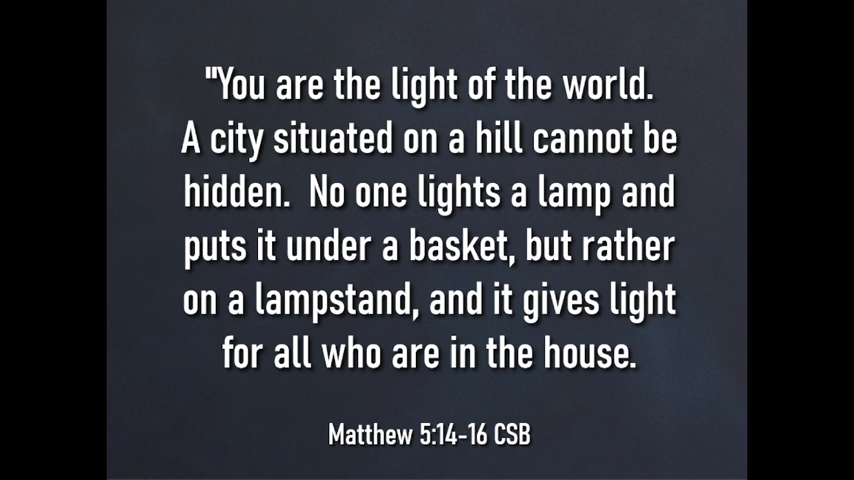 "You are the light of the world.
A city situated on a hill cannot be
hidden.  No one lights a lamp and
puts it under a basket, but rather
on a lampstand, and it gives light
for all who are in the house.
Matthew 5:14-16 CSB